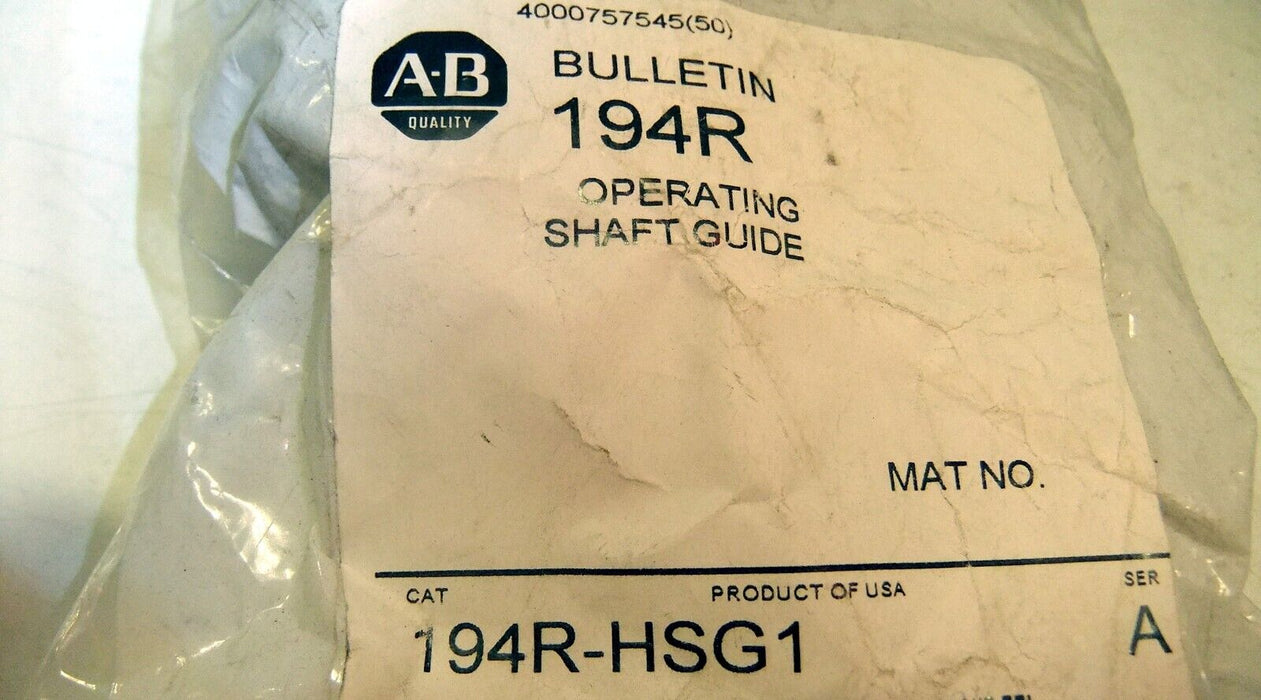 4000757545(50)
A-B
QUALITY
BULLETIN
194R
OPERATING
SHAFT GUIDE
MAT NO.
CAT
PRODUCT OF USA
SER
194R-HSG1
A